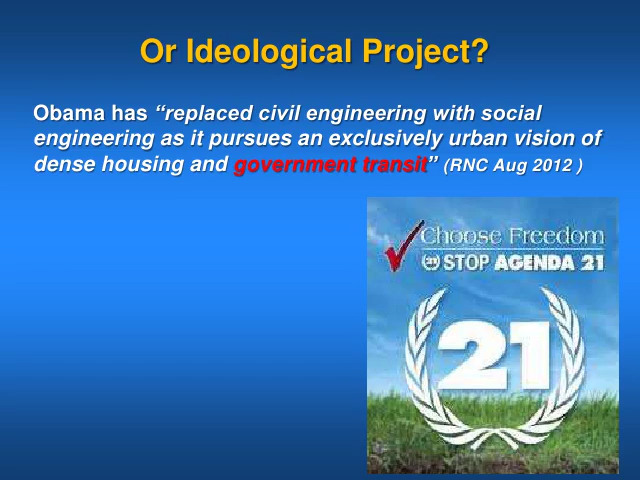 Or Ideological Project?
Obama has “replaced civil engineering with social
engineering as it pursues an exclusively urban vision of
dense housing and government transit” (RNC Aug 2012 )
Choose Freedom
STOP AGENDA 21
21